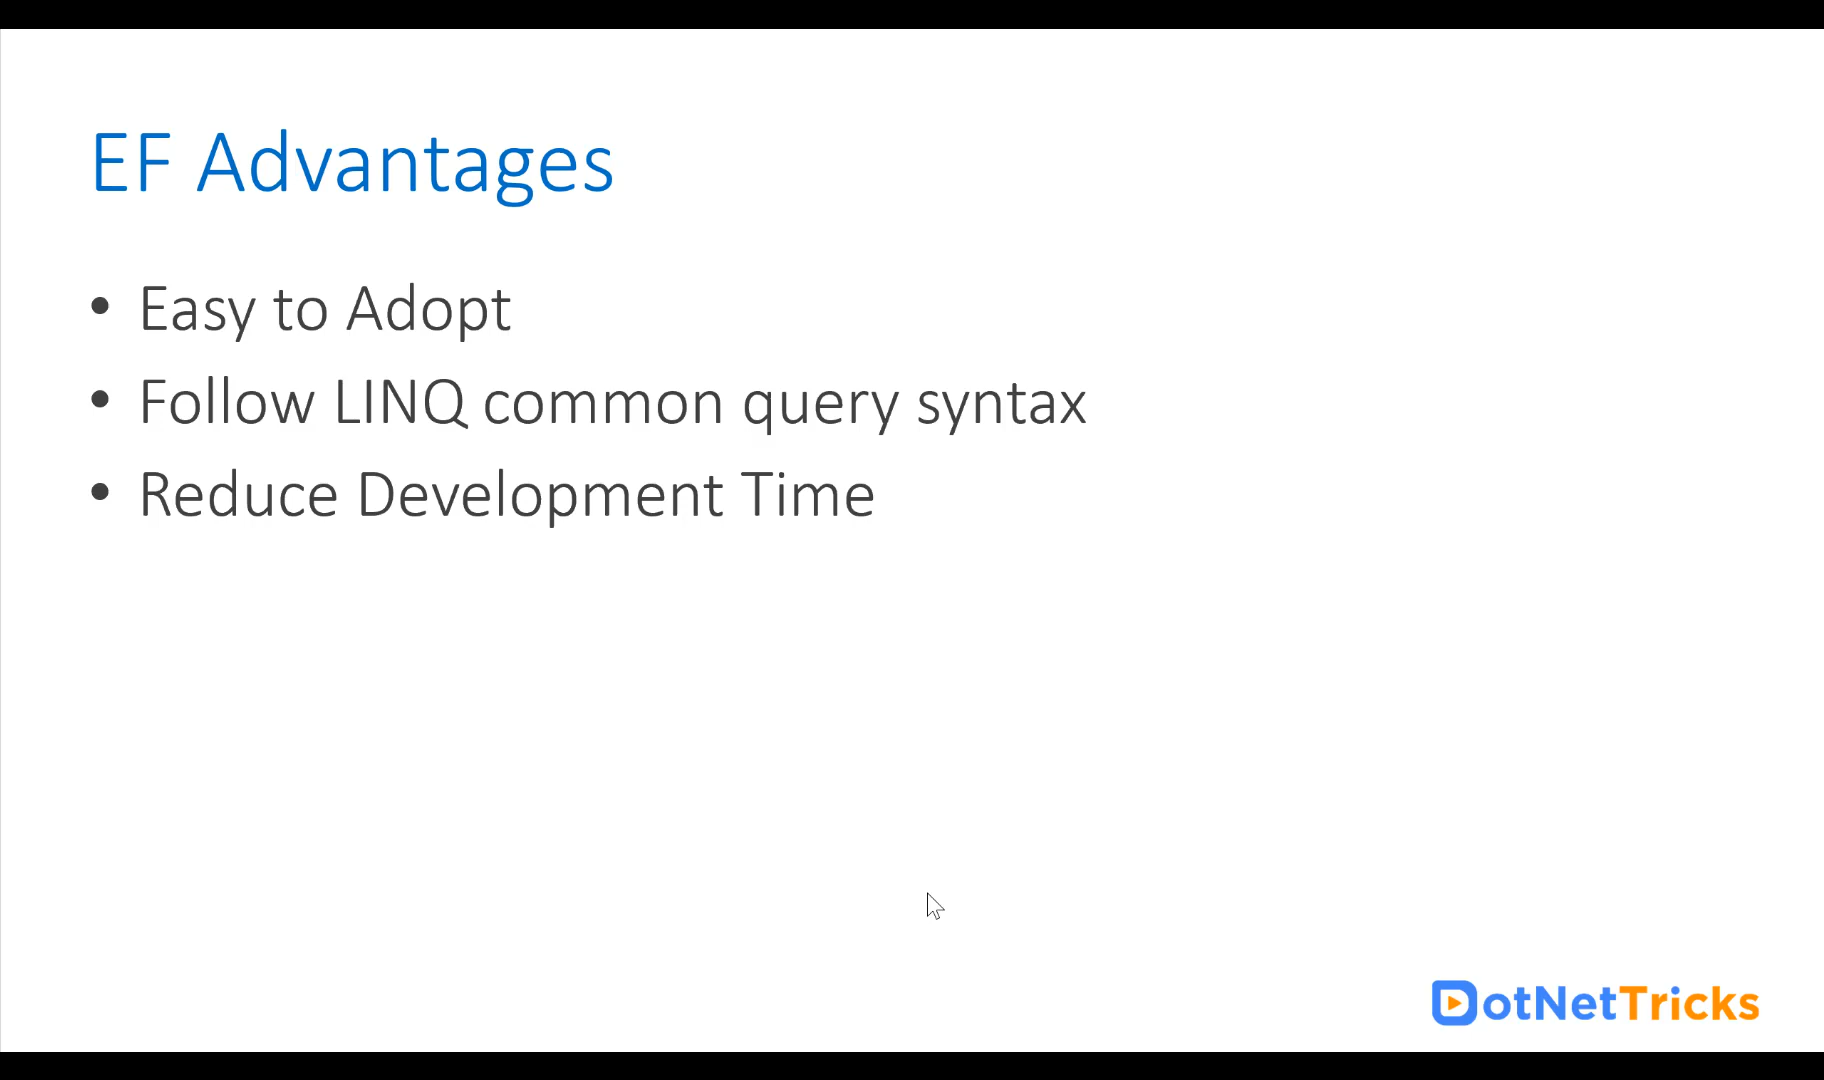 EF Advantages
• Easy to Adopt
• Follow LINQ common query syntax
• Reduce Development Time
DotNetTricks